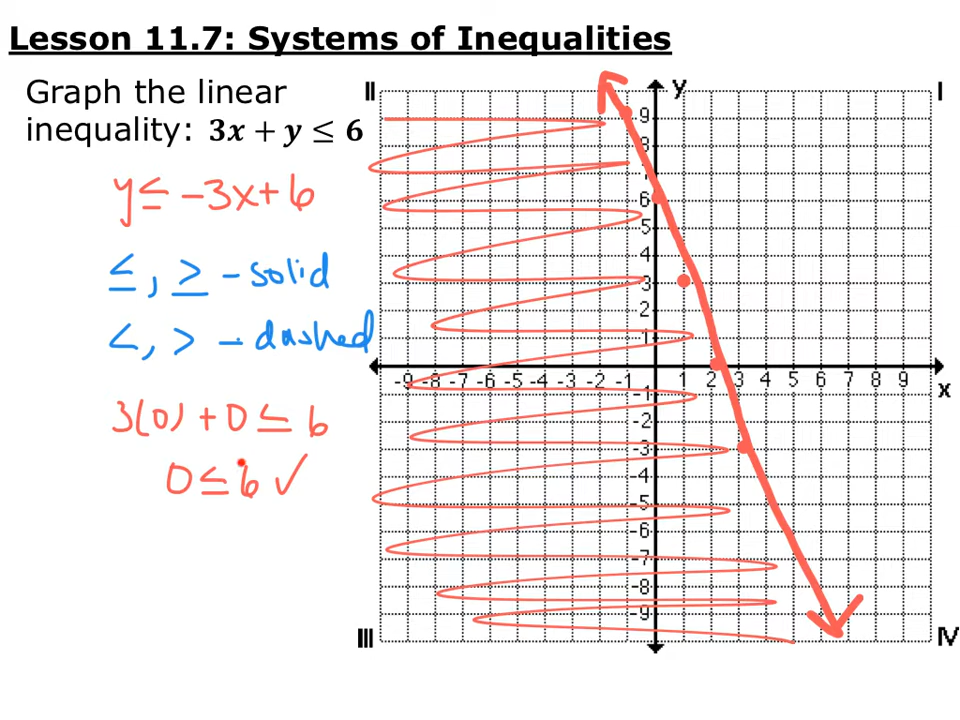 Lesson 11.7: Systems of Inequalities
Graph the linear
inequality: 3x + y ≤ 6
y ≤ -3x + 6
≤, ≥ - solid
<, > - dashed
3(0) + 0 ≤ 6
0 ≤ 6 ✓
II
y
I
9
8
7
6
5
3
2
1
-9 -8 -7 -6 -5 -4 -3 -2 -1 1 2 3 4 5 6 7 8 9
x
-1
-2
-3
-4
-5
-6
-7
-8
-9
III
IV